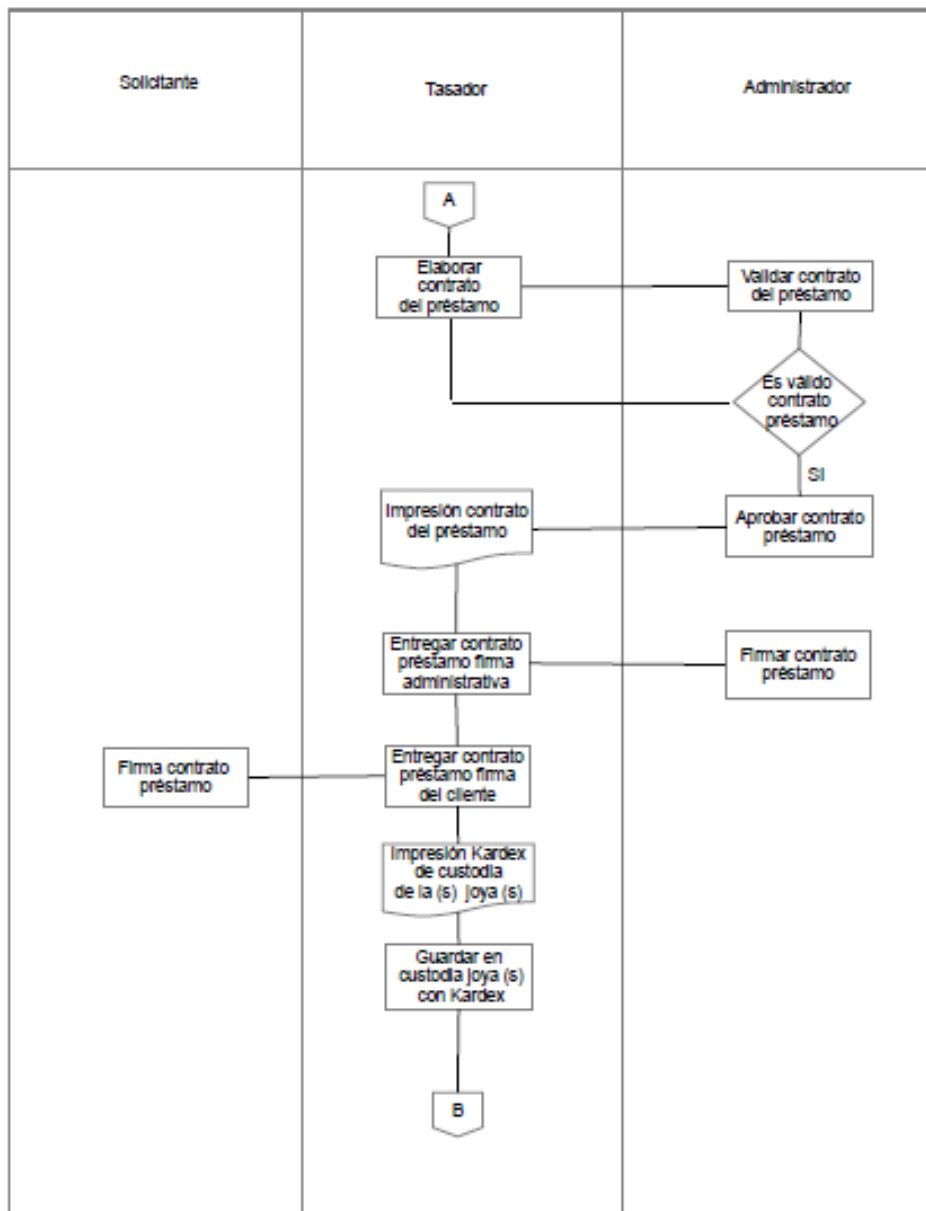 Solicitante
Tasador
Administrador
A
Elaborar
contrato
del préstamo
Validar contrato
del préstamo
Es válido
contrato
préstamo
SI
Impresión contrato
del préstamo
Aprobar contrato
préstamo
Entregar contrato
préstamo firma
administrativa
Firmar contrato
préstamo
Firma contrato
préstamo
Entregar contrato
préstamo firma
del cliente
Impresión Kardex
de custodia
de la (s) joya (s)
Guardar en
custodia joya (s)
con Kardex
B